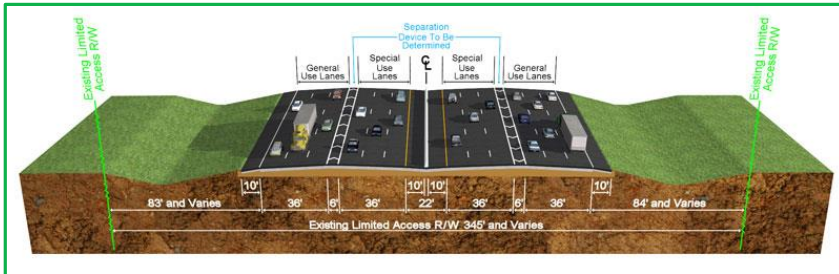 Separation
Device To Be
Determined
Existing Limited
Access R/W
General
Use Lanes
Special
Use
Lanes
℄
Special
Use
Lanes
General
Use Lanes
Existing Limited
Access R/W
10' 10' 10' 10'
83' and Varies 36' 6' 36' 22' 36' 6' 36' 84' and Varies
Existing Limited Access R/W 345' and Varies